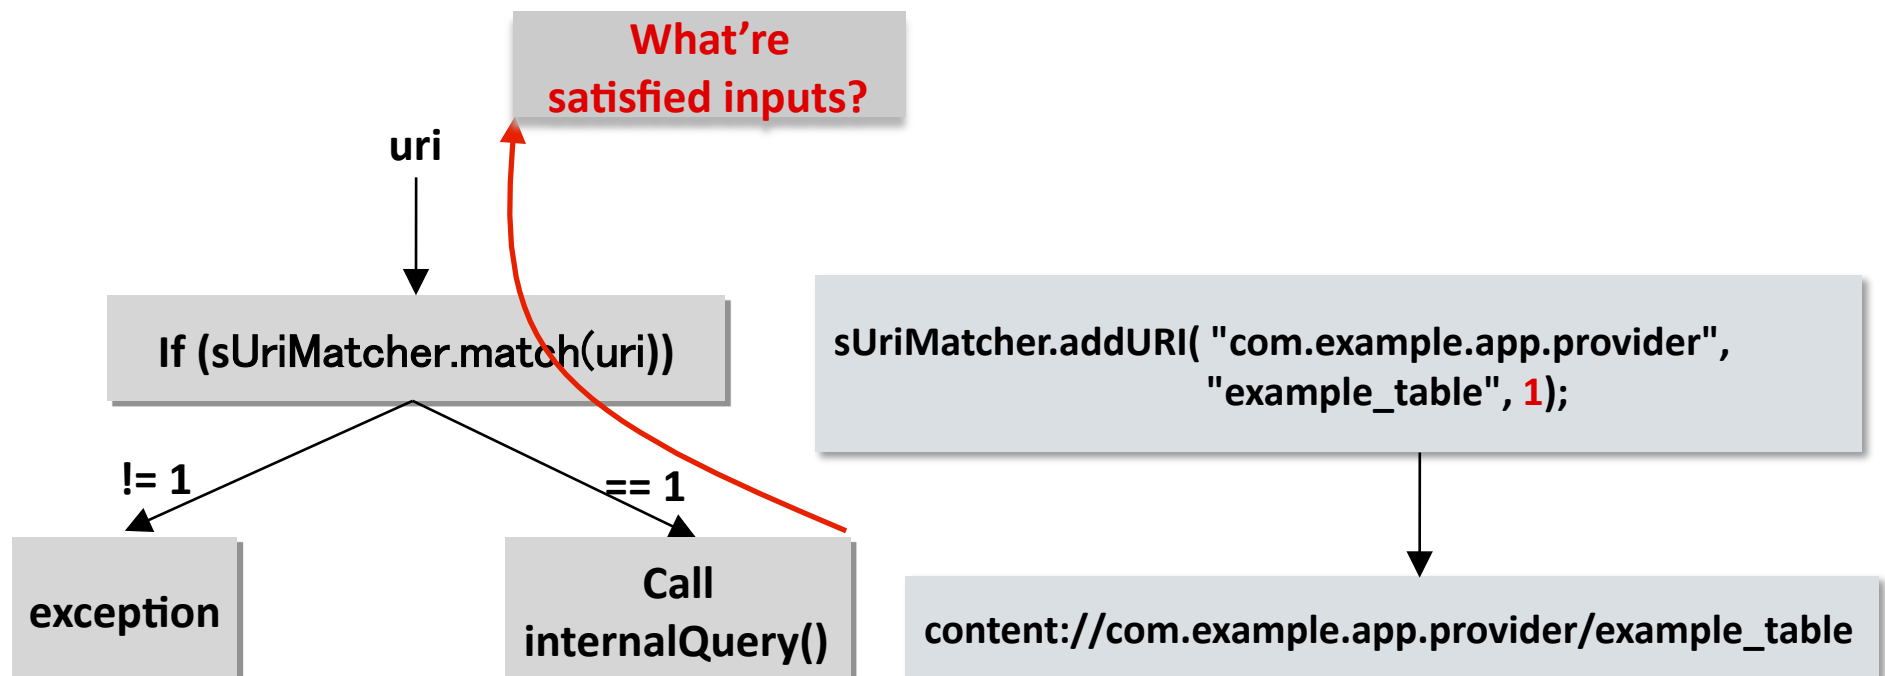 What’re
satisfied inputs?
uri
If (sUriMatcher.match(uri))
!= 1
== 1
exception
Call
internalQuery()
sUriMatcher.addURI( "com.example.app.provider",
"example_table", 1);
content://com.example.app.provider/example_table